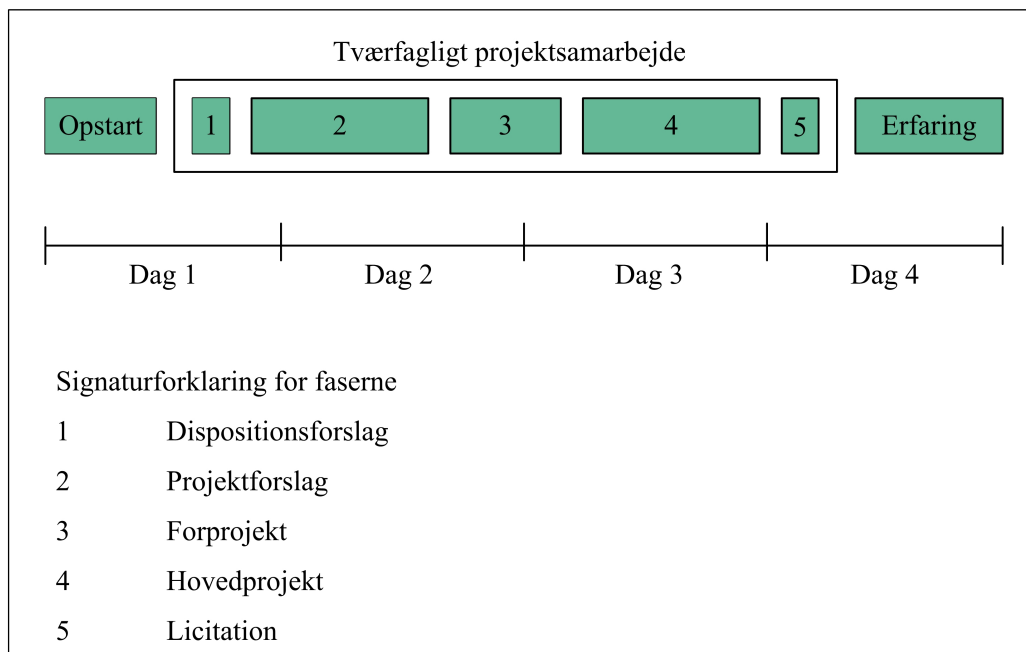 Tværfagligt projektsamarbejde
Opstart 1 2 3 4 5 Erfaring
Dag 1 Dag 2 Dag 3 Dag 4
Signaturforklaring for faserne
1 Dispositionsforslag
2 Projektforslag
3 Forprojekt
4 Hovedprojekt
5 Licitation